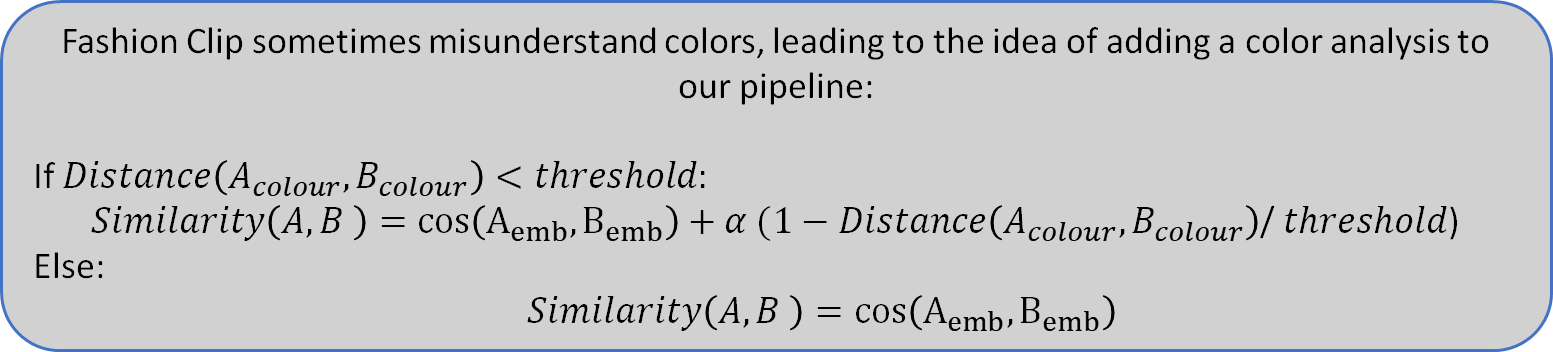 Fashion Clip sometimes misunderstand colors, leading to the idea of adding a color analysis to
our pipeline:
If Distance(A_colour, B_colour) < threshold:
Similarity(A, B ) = cos(A_emb, B_emb) + α (1 − Distance(A_colour, B_colour)/ threshold)
Else:
Similarity(A, B ) = cos(A_emb, B_emb)